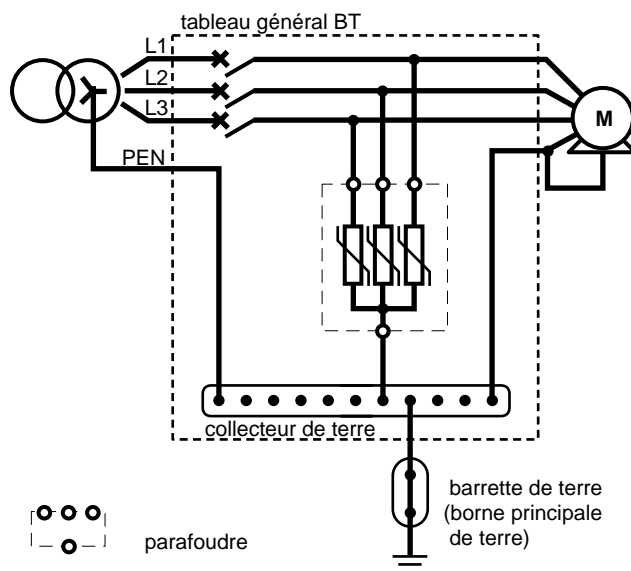 tableau général BT
L1
L2
L3
PEN
M
collecteur de terre
barrette de terre
(borne principale
de terre)
parafoudre